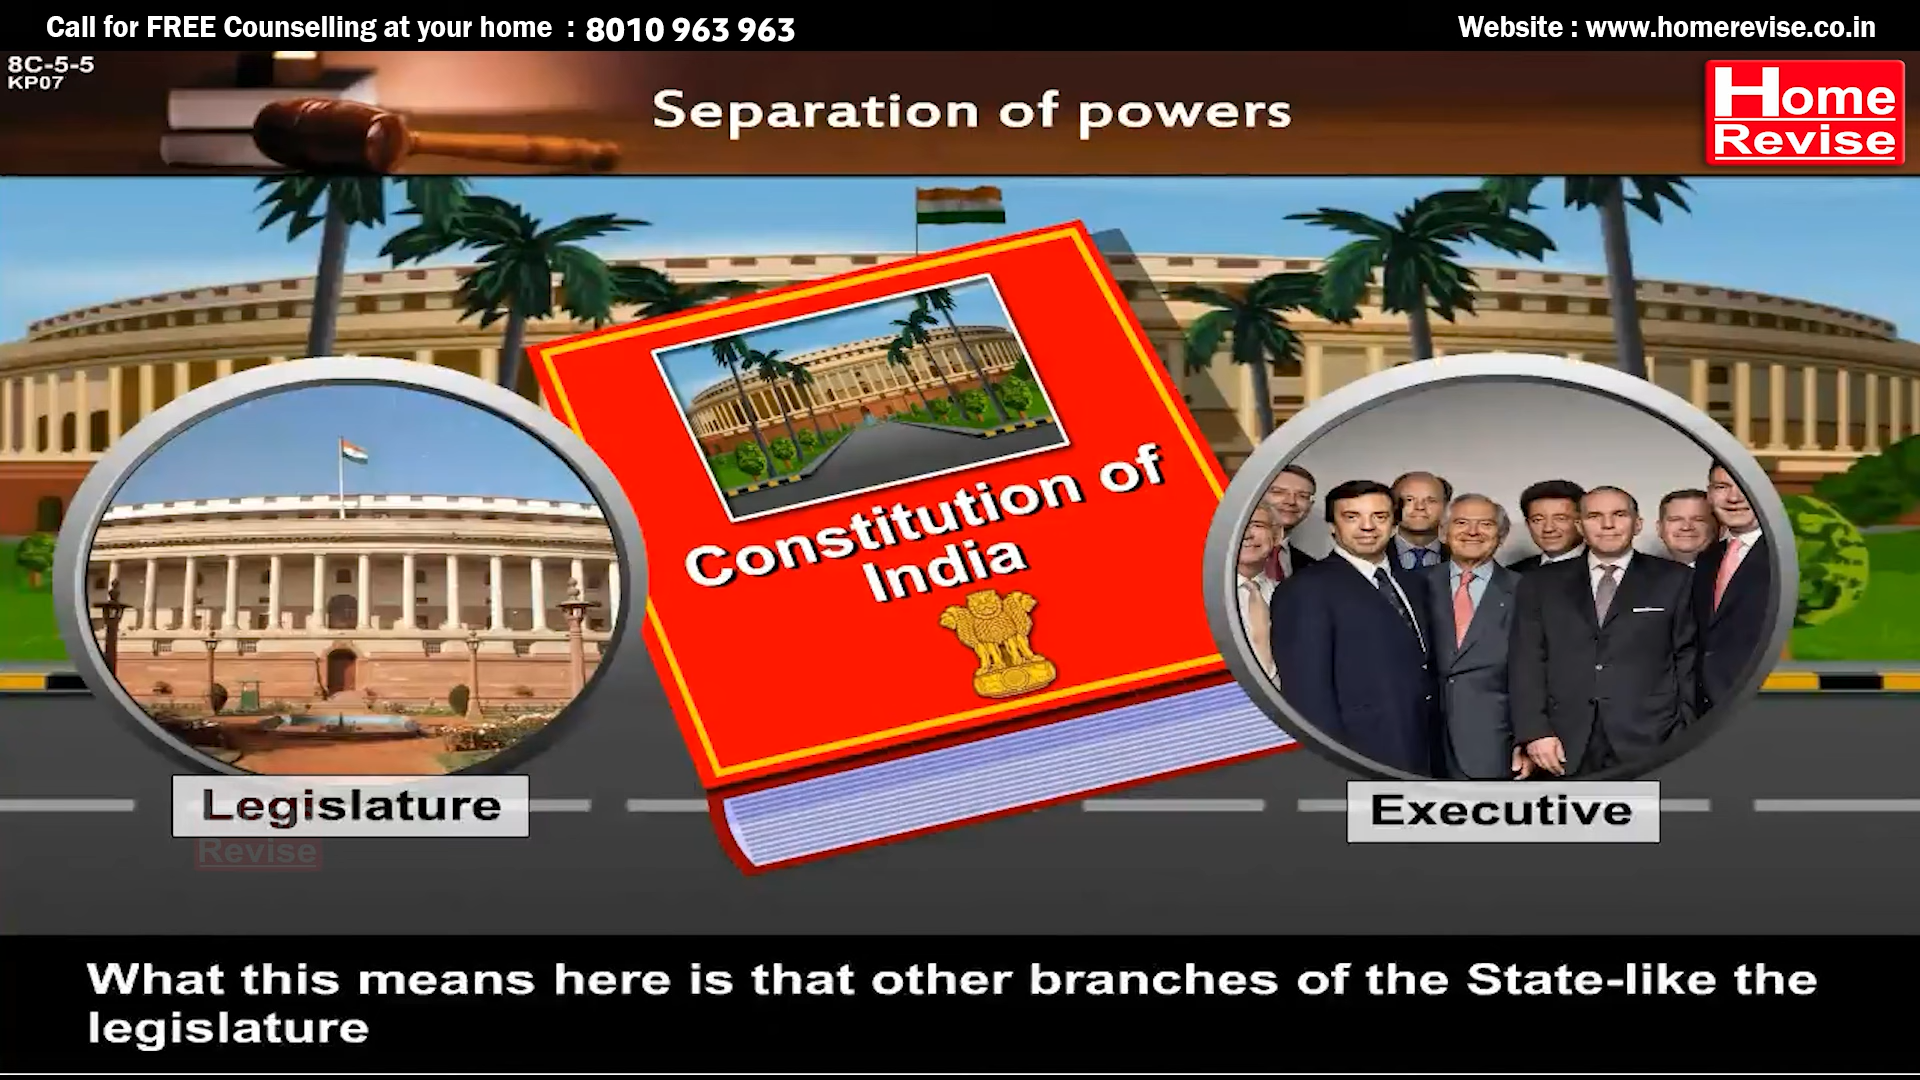 Call for FREE Counselling at your home : 8010 963 963
Website : www.homerevise.co.in
8C-5-5
KP07
Separation of powers
Home
Revise
Constitution of
India
Legislature
Revise
Executive
What this means here is that other branches of the State-like the
legislature